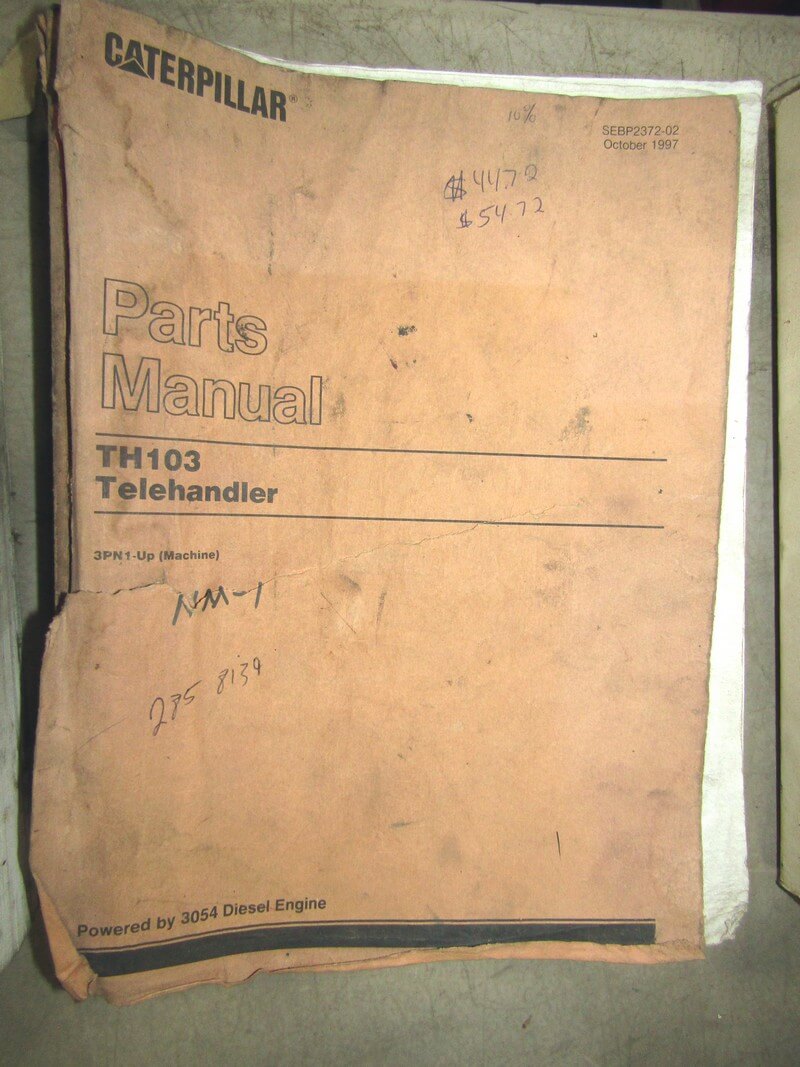 CATERPILLAR®
10%
SEBP2372-02
October 1997
$44.72
$54.72
Parts
Manual
TH103
Telehandler
3PN1-Up (Machine)
NM-1
285 8139
Powered by 3054 Diesel Engine